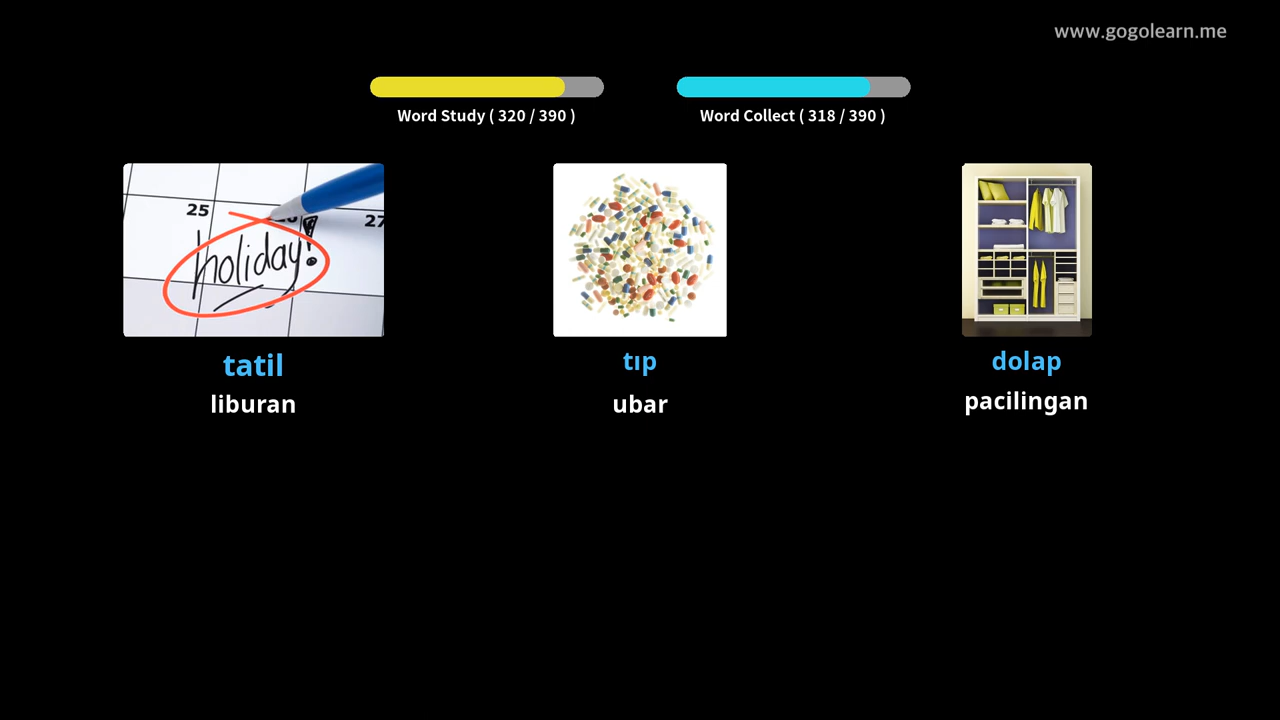 www.gogolearn.me
Word Study ( 320 / 390 )
Word Collect ( 318 / 390 )
25
27
holiday!
tatil
liburan
tıp
ubar
dolap
pacilingan